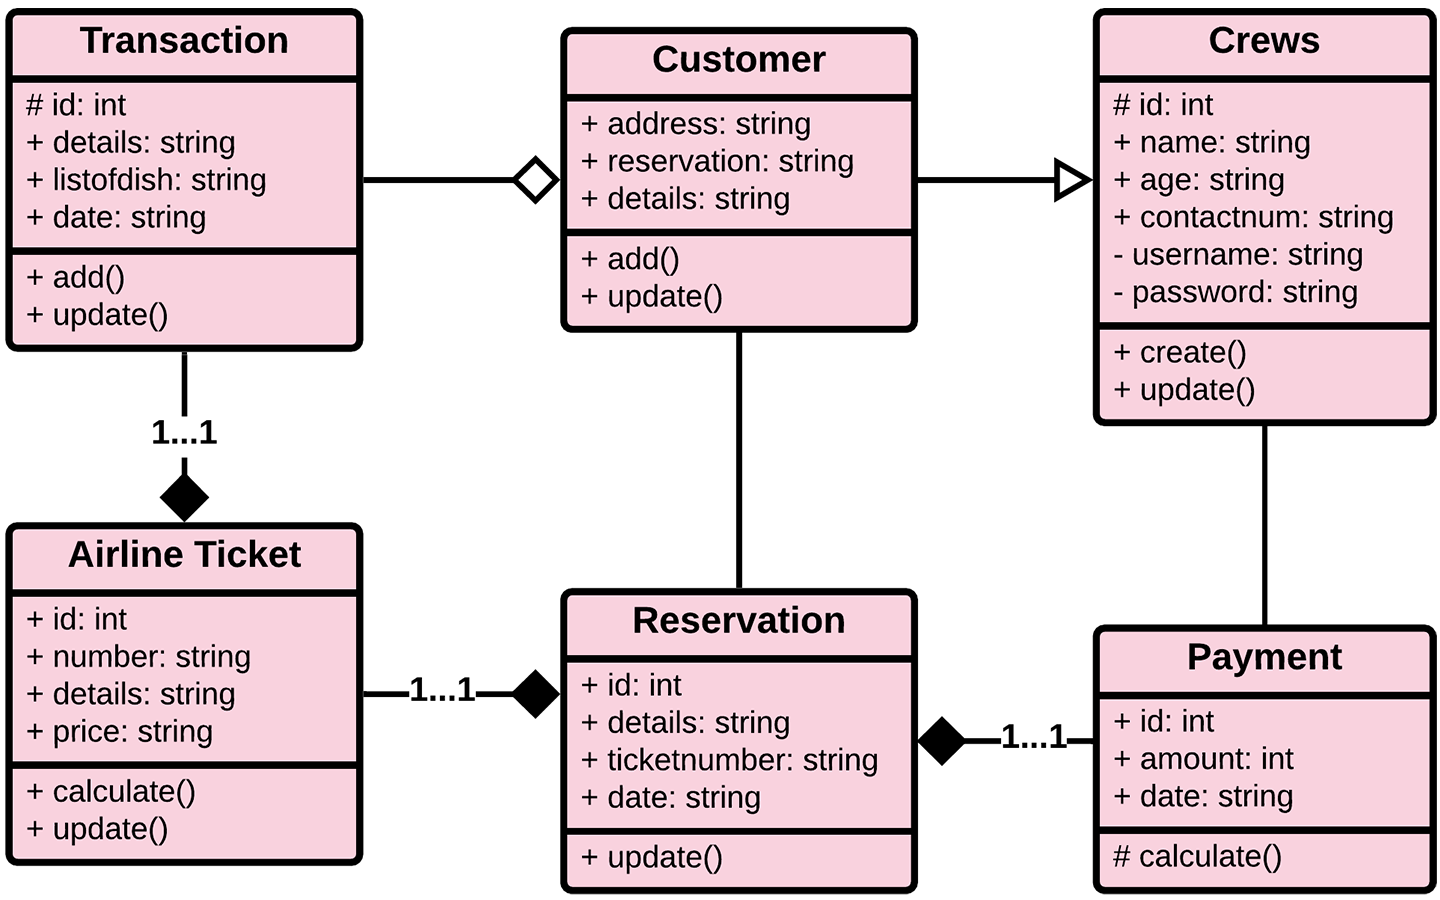 Transaction
# id: int
+ details: string
+ listofdish: string
+ date: string
+ add()
+ update()
Customer
+ address: string
+ reservation: string
+ details: string
+ add()
+ update()
Crews
# id: int
+ name: string
+ age: string
+ contactnum: string
- username: string
- password: string
+ create()
+ update()
1...1
Airline Ticket
+ id: int
+ number: string
+ details: string
+ price: string
+ calculate()
+ update()
1...1
Reservation
+ id: int
+ details: string
+ ticketnumber: string
+ date: string
+ update()
1...1
Payment
+ id: int
+ amount: int
+ date: string
# calculate()